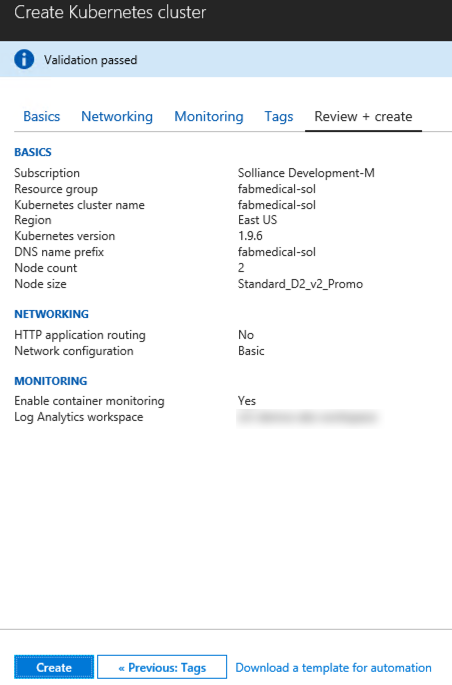 Create Kubernetes cluster
Validation passed
Basics Networking Monitoring Tags Review + create
BASICS
Subscription Solliance Development-M
Resource group fabmedical-sol
Kubernetes cluster name fabmedical-sol
Region East US
Kubernetes version 1.9.6
DNS name prefix fabmedical-sol
Node count 2
Node size Standard_D2_v2_Promo
NETWORKING
HTTP application routing No
Network configuration Basic
MONITORING
Enable container monitoring Yes
Log Analytics workspace
Create « Previous: Tags Download a template for automation